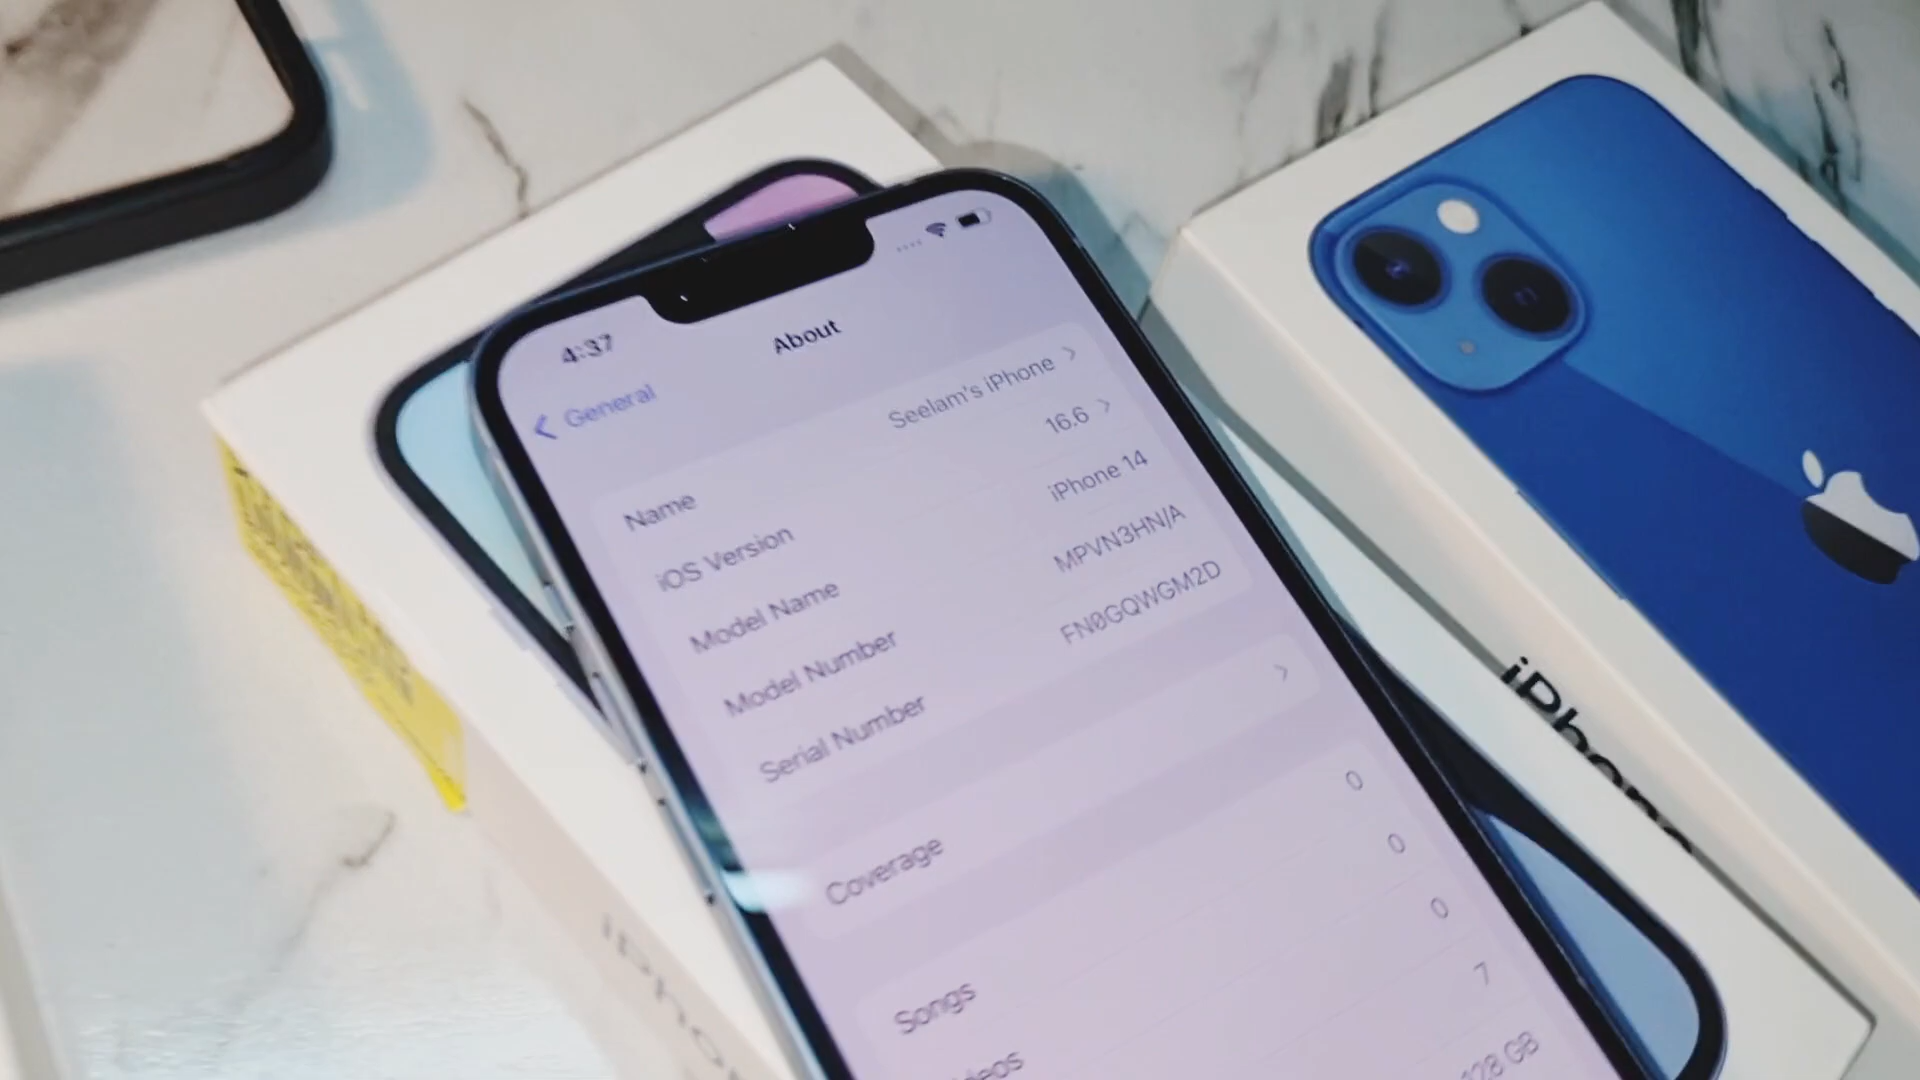 4:37
General
About
Name Seelam's iPhone
iOS Version 16.6
Model Name iPhone 14
Model Number MPVN3HN/A
Serial Number FN0GQWGM2D
Coverage
0
Songs 0
0
7
128 GB
iPhone